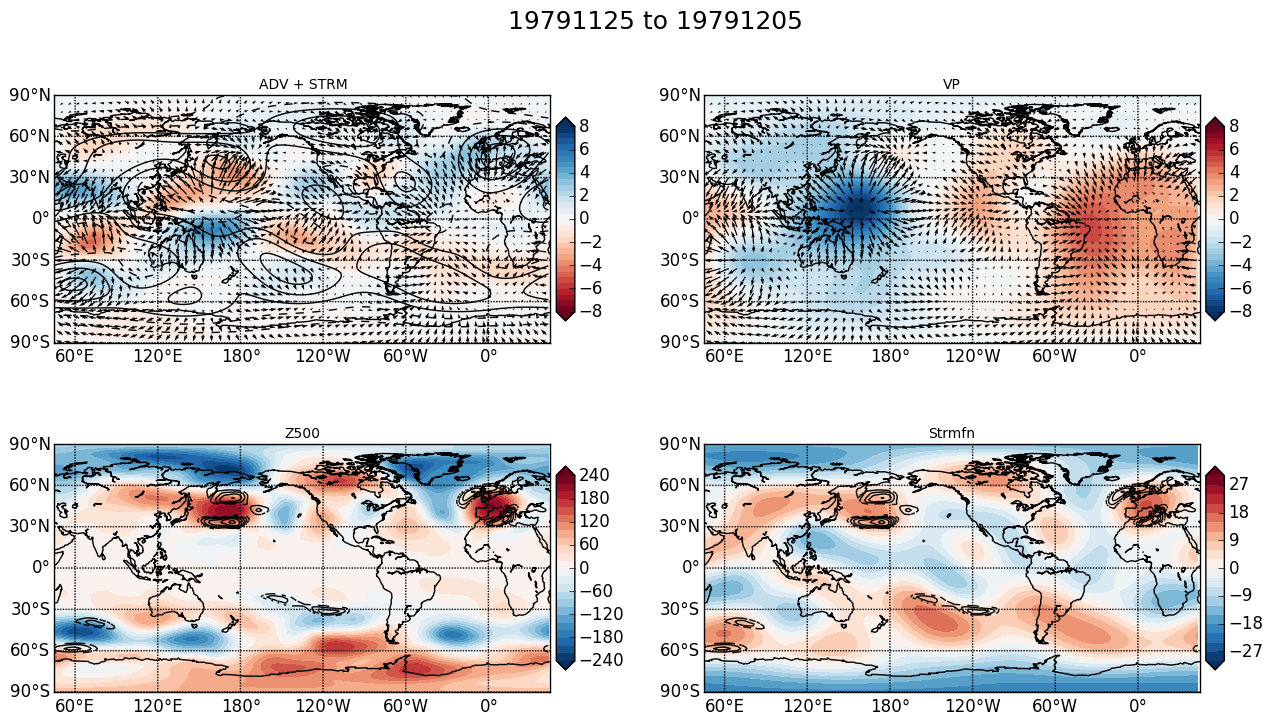 19791125 to 19791205
ADV + STRM
90°N
60°N
30°N
0°
30°S
60°S
90°S
60°E 120°E 180° 120°W 60°W 0°
8
6
4
2
0
−2
−4
−6
−8
VP
90°N
60°N
30°N
0°
30°S
60°S
90°S
60°E 120°E 180° 120°W 60°W 0°
8
6
4
2
0
−2
−4
−6
−8
Z500
90°N
60°N
30°N
0°
30°S
60°S
90°S
60°E 120°E 180° 120°W 60°W 0°
240
180
120
60
0
−60
−120
−180
−240
Strmfn
90°N
60°N
30°N
0°
30°S
60°S
90°S
60°E 120°E 180° 120°W 60°W 0°
27
18
9
0
−9
−18
−27